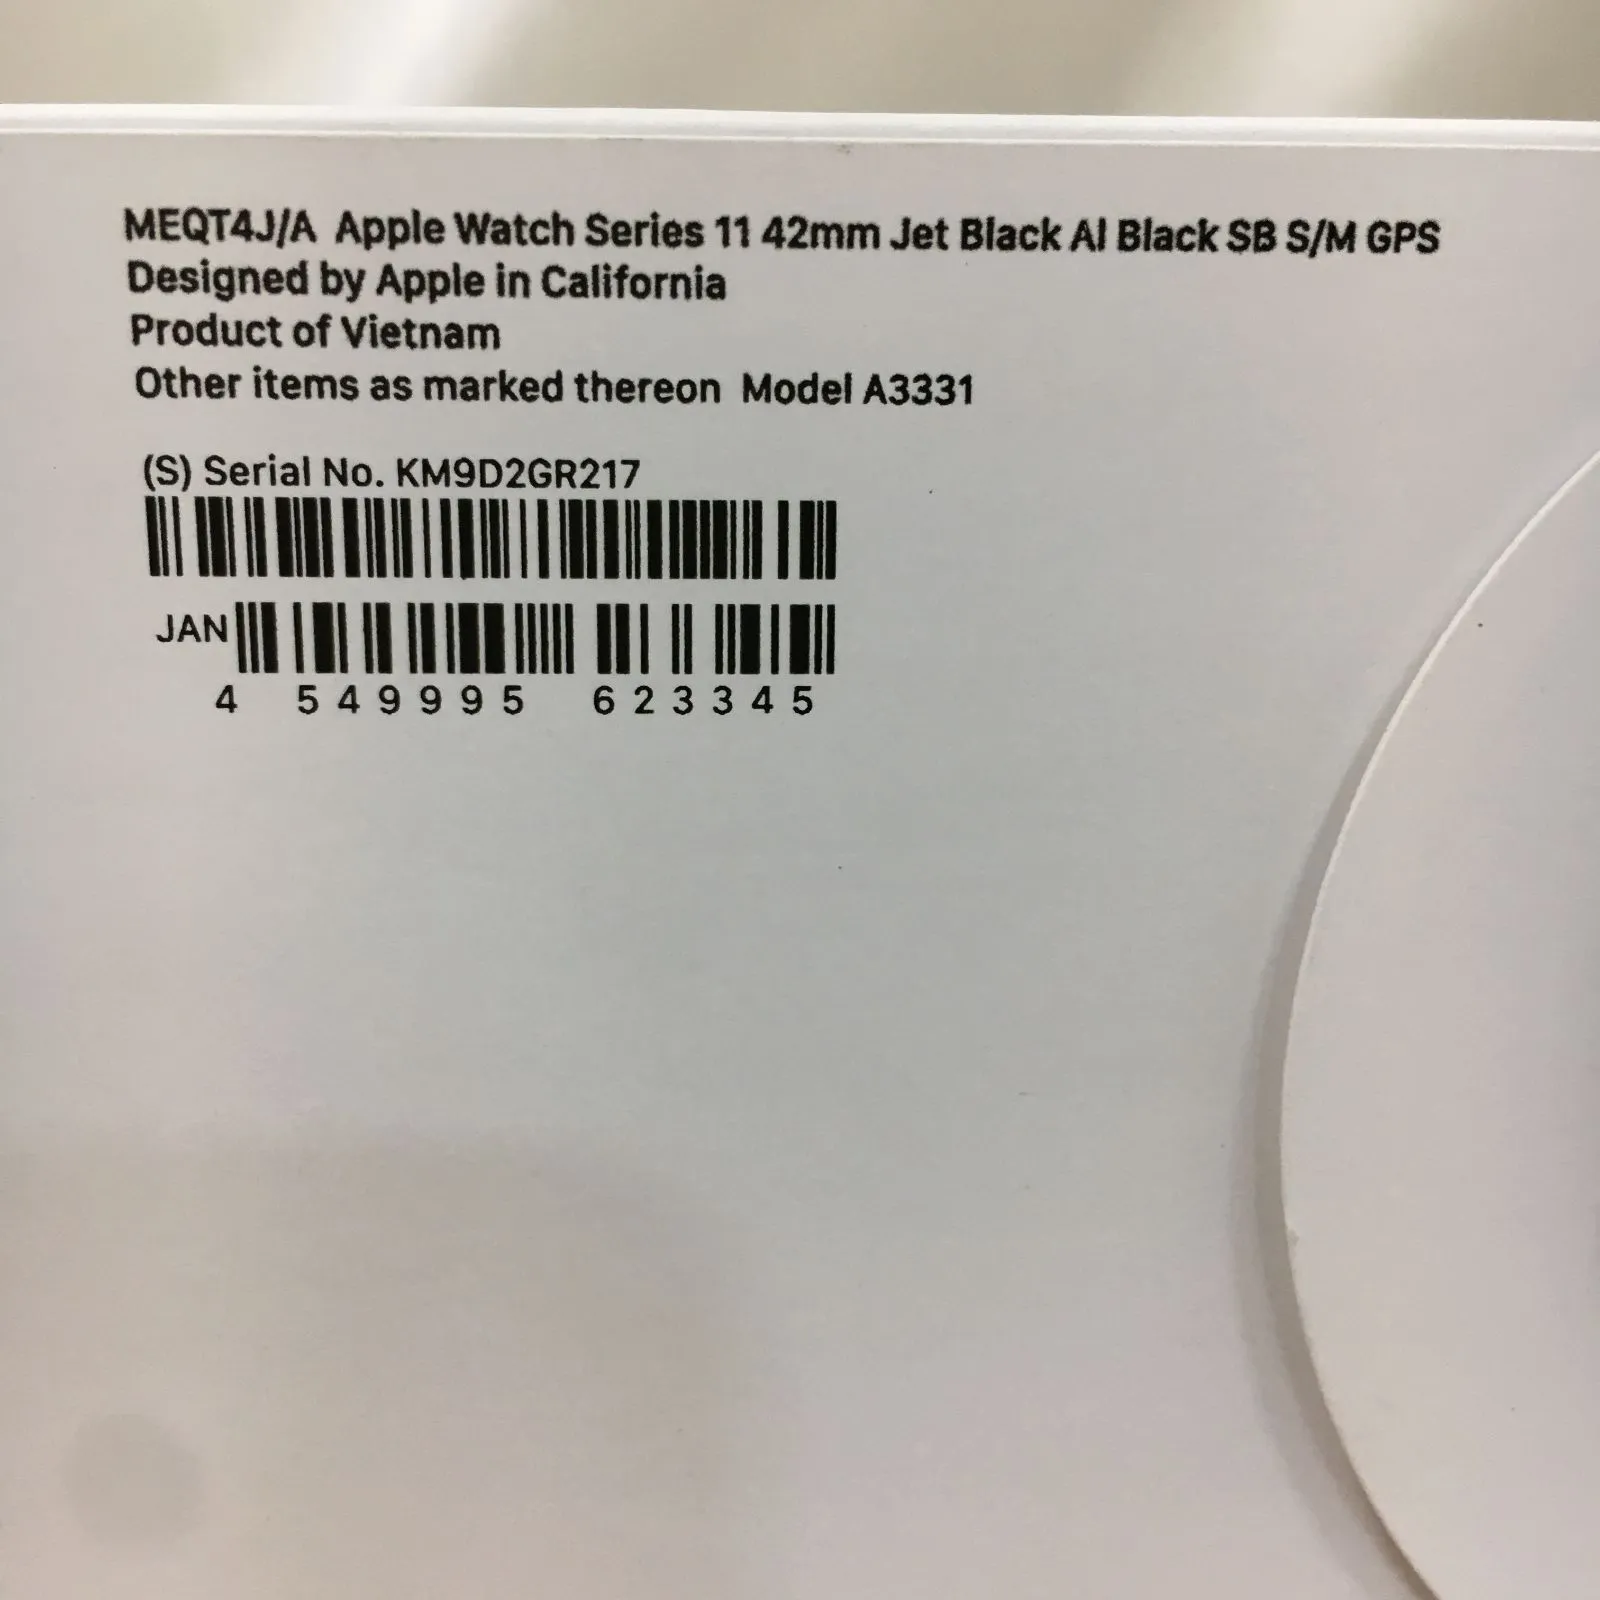 MEQT4J/A Apple Watch Series 11 42mm Jet Black Al Black SB S/M GPS
Designed by Apple in California
Product of Vietnam
Other items as marked thereon Model A3331
(S) Serial No. KM9D2GR217
JAN
4 549995 623345